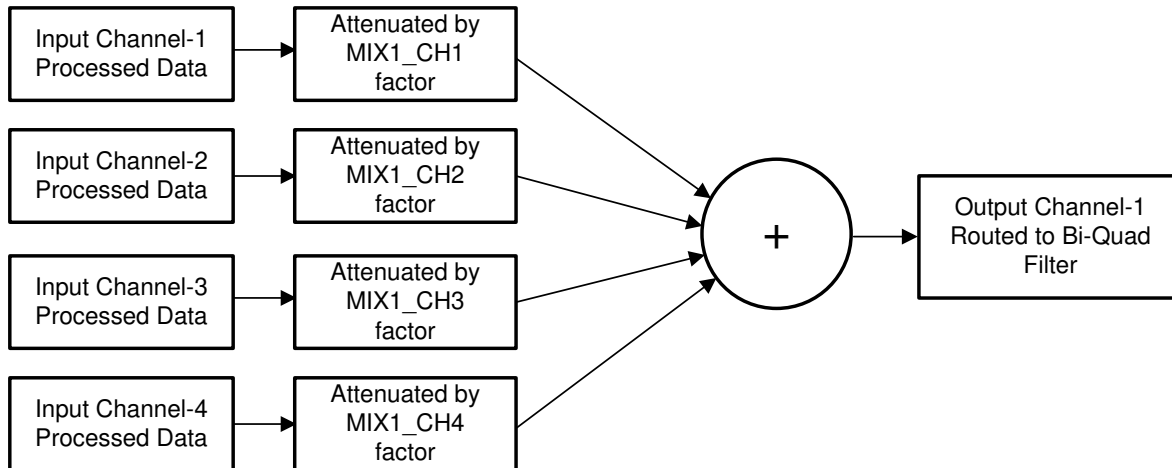 Input Channel-1
Processed Data
Attenuated by
MIX1_CH1
factor
Input Channel-2
Processed Data
Attenuated by
MIX1_CH2
factor
Input Channel-3
Processed Data
Attenuated by
MIX1_CH3
factor
Input Channel-4
Processed Data
Attenuated by
MIX1_CH4
factor
+
Output Channel-1
Routed to Bi-Quad
Filter